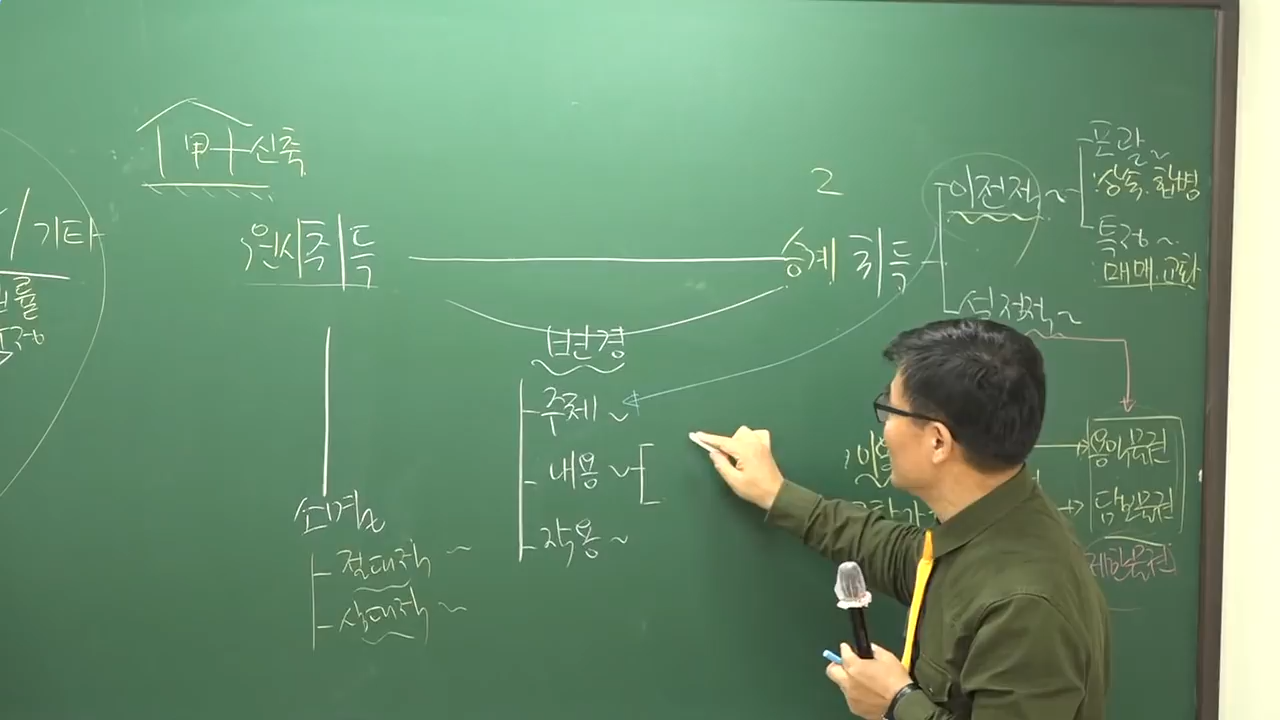 甲 신축
/ 기타
원시취득
2
승계 취득
이전적 ~
포괄 ~
상속. 합병
특정 ~
매매. 교환
설정적 ~
변경
주체 ~
내용 ~
작용 ~
소멸
절대적 ~
상대적 ~
용익물권
담보물권
제한물권